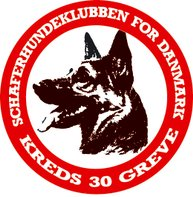 SCHÄFERHUNDEKLUBBEN FOR DANMARK
KREDS 30 GREVE